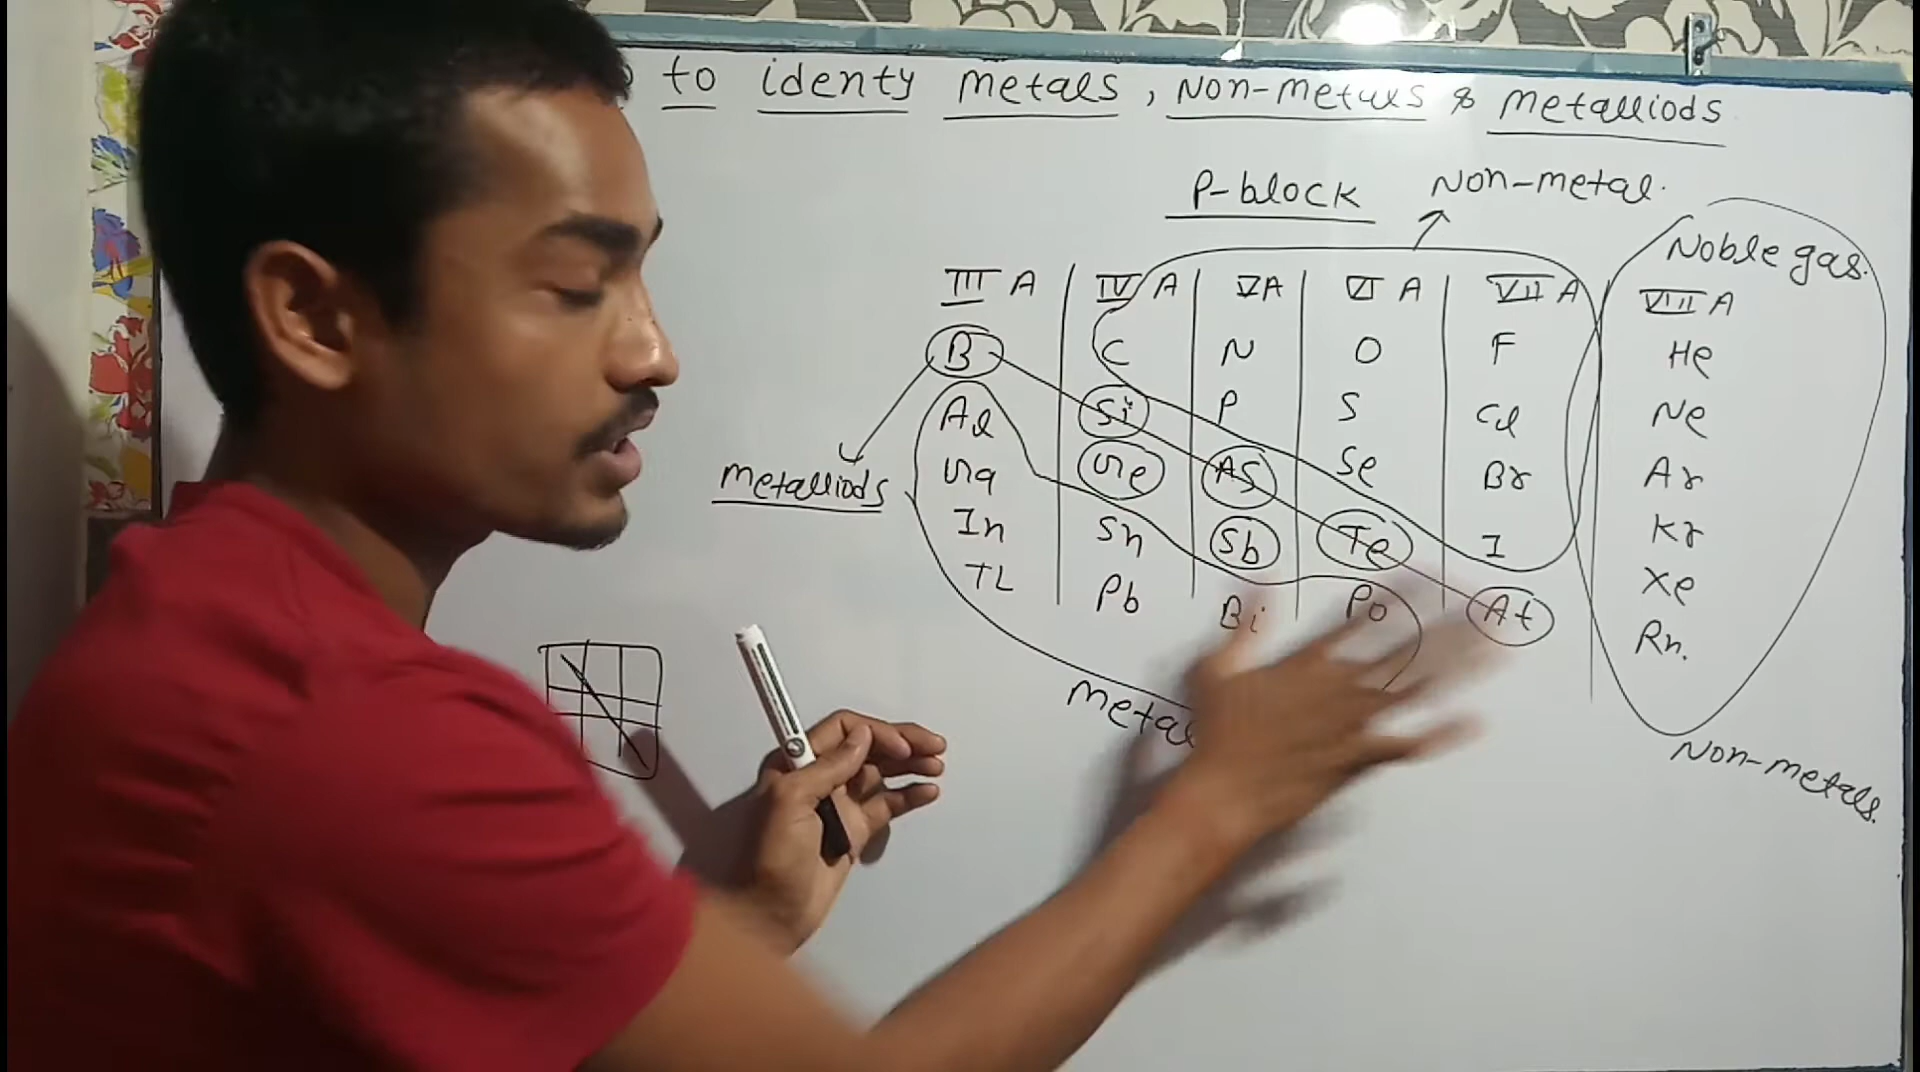 to identy metals, Non-metals & metalliods
P-block Non-metal.
Noble gas.
III A IV A VA VI A VII A VIII A
B C N O F He
Al Si P S Cl Ne
Ga Ge As Se Br Ar
metalliods
In Sn Sb Te I Kr
TL Pb Bi Po At Xe
Rn.
metal
Non-metals.